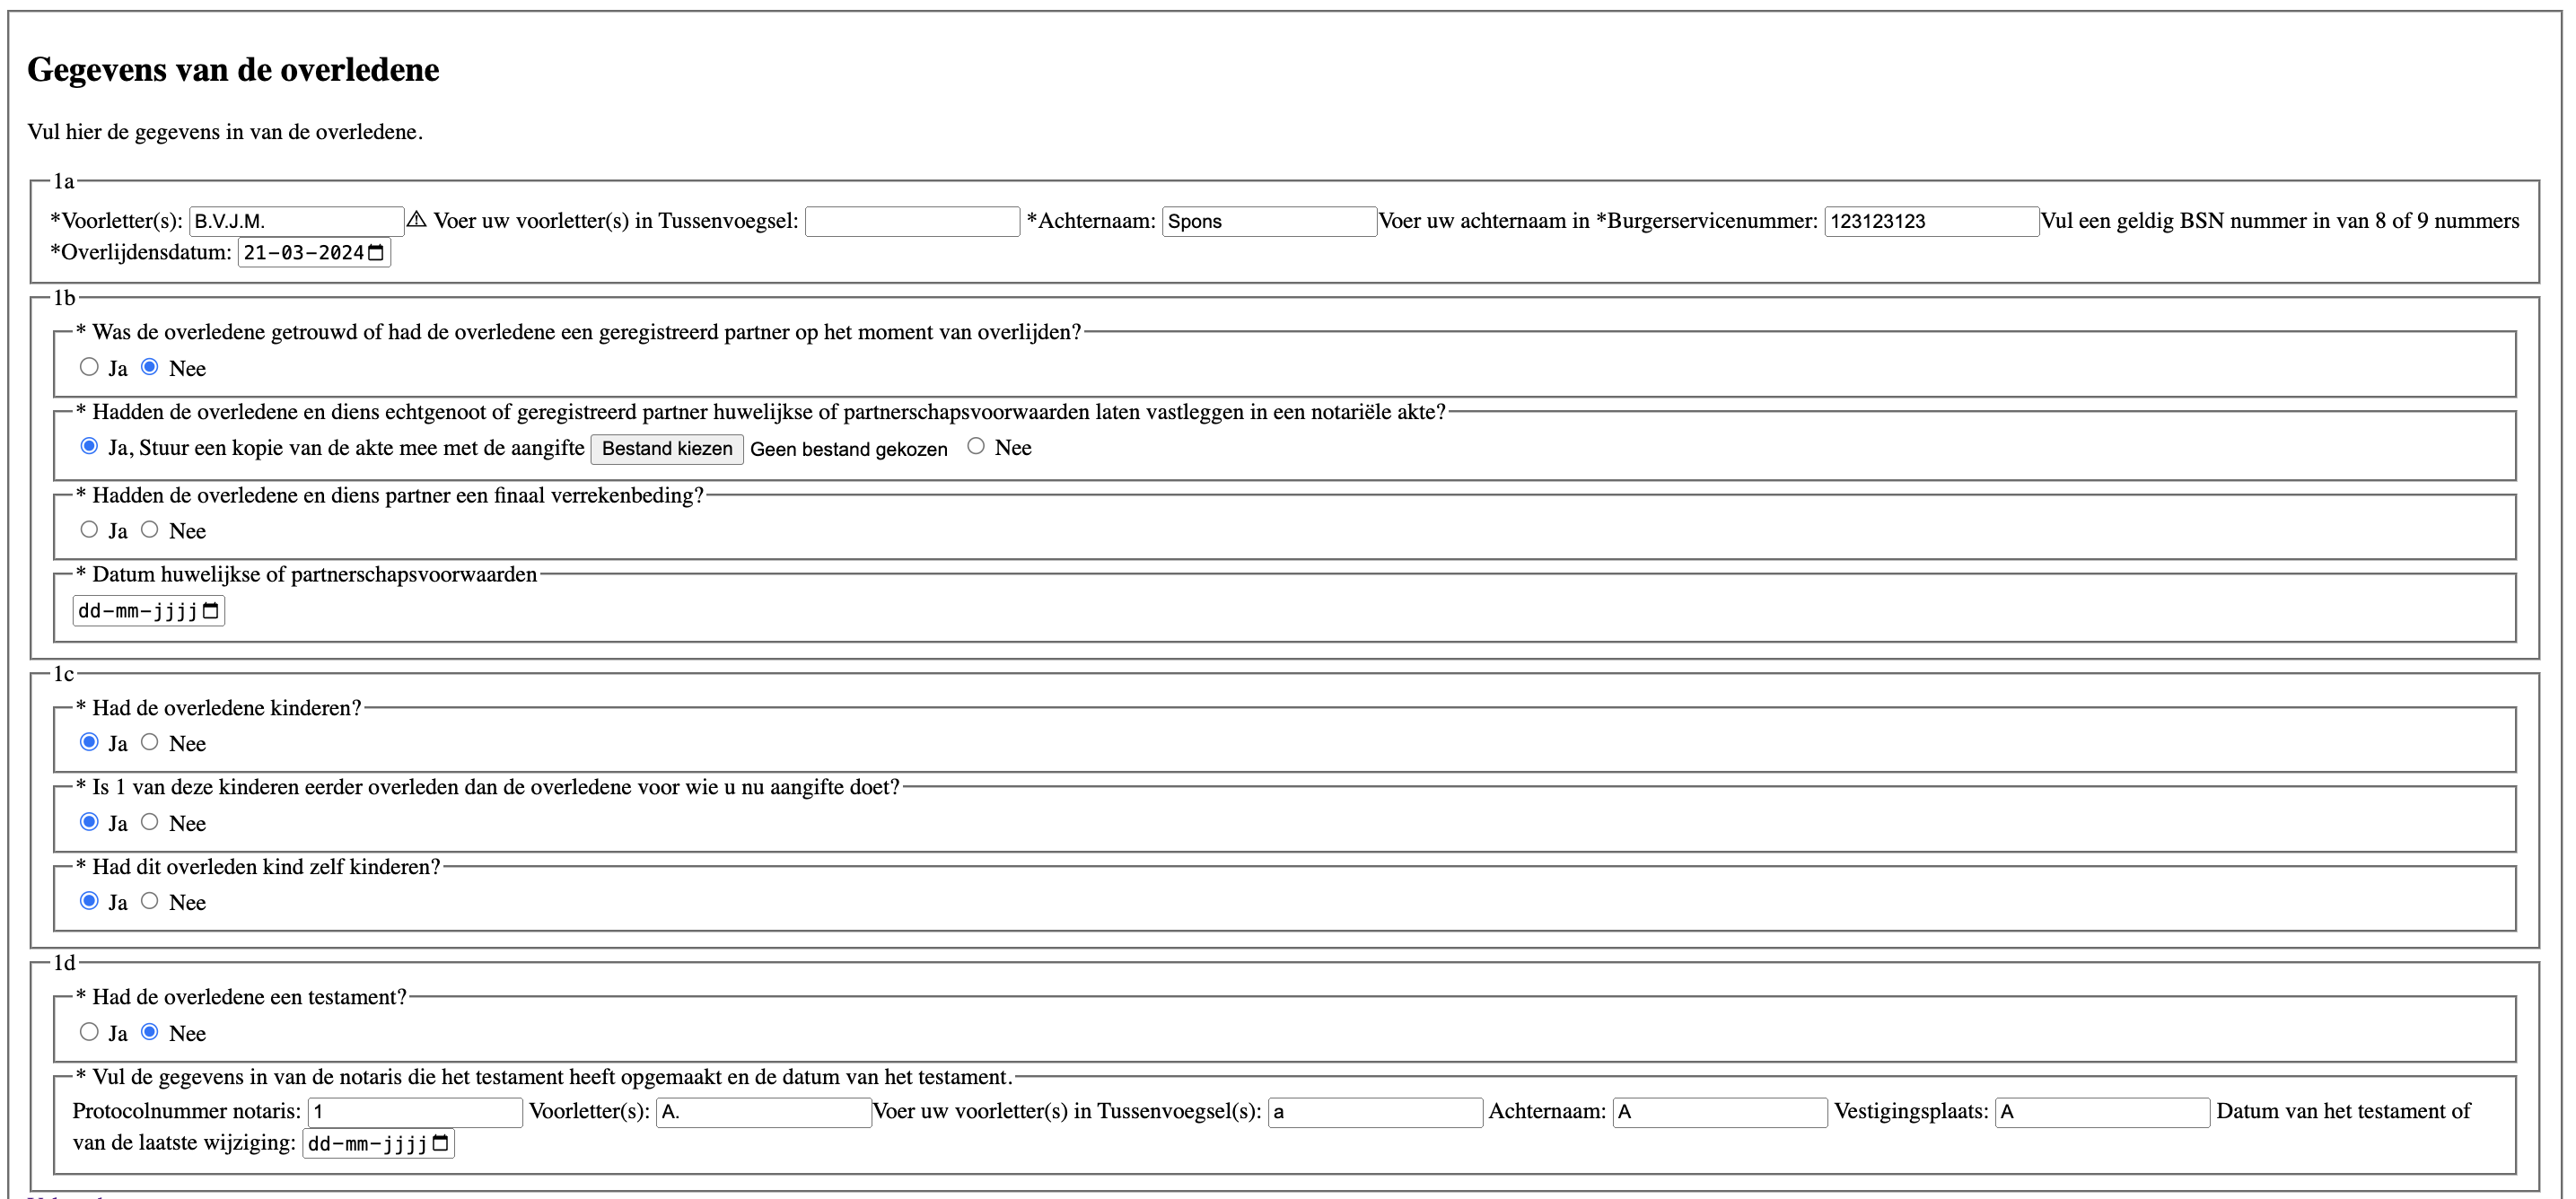 Gegevens van de overledene
Vul hier de gegevens in van de overledene.
1a
*Voorletter(s): B.V.J.M. ⚠ Voer uw voorletter(s) in Tussenvoegsel: *Achternaam: Spons Voer uw achternaam in *Burgerservicenummer: 123123123 Vul een geldig BSN nummer in van 8 of 9 nummers
*Overlijdensdatum: 21-03-2024
1b
* Was de overledene getrouwd of had de overledene een geregistreerd partner op het moment van overlijden?
Ja Nee
* Hadden de overledene en diens echtgenoot of geregistreerd partner huwelijkse of partnerschapsvoorwaarden laten vastleggen in een notariële akte?
Ja, Stuur een kopie van de akte mee met de aangifte Bestand kiezen Geen bestand gekozen Nee
* Hadden de overledene en diens partner een finaal verrekenbeding?
Ja Nee
* Datum huwelijkse of partnerschapsvoorwaarden
dd-mm-jjjj
1c
* Had de overledene kinderen?
Ja Nee
* Is 1 van deze kinderen eerder overleden dan de overledene voor wie u nu aangifte doet?
Ja Nee
* Had dit overleden kind zelf kinderen?
Ja Nee
1d
* Had de overledene een testament?
Ja Nee
* Vul de gegevens in van de notaris die het testament heeft opgemaakt en de datum van het testament.
Protocolnummer notaris: 1 Voorletter(s): A. Voer uw voorletter(s) in Tussenvoegsel(s): a Achternaam: A Vestigingsplaats: A Datum van het testament of
van de laatste wijziging: dd-mm-jjjj